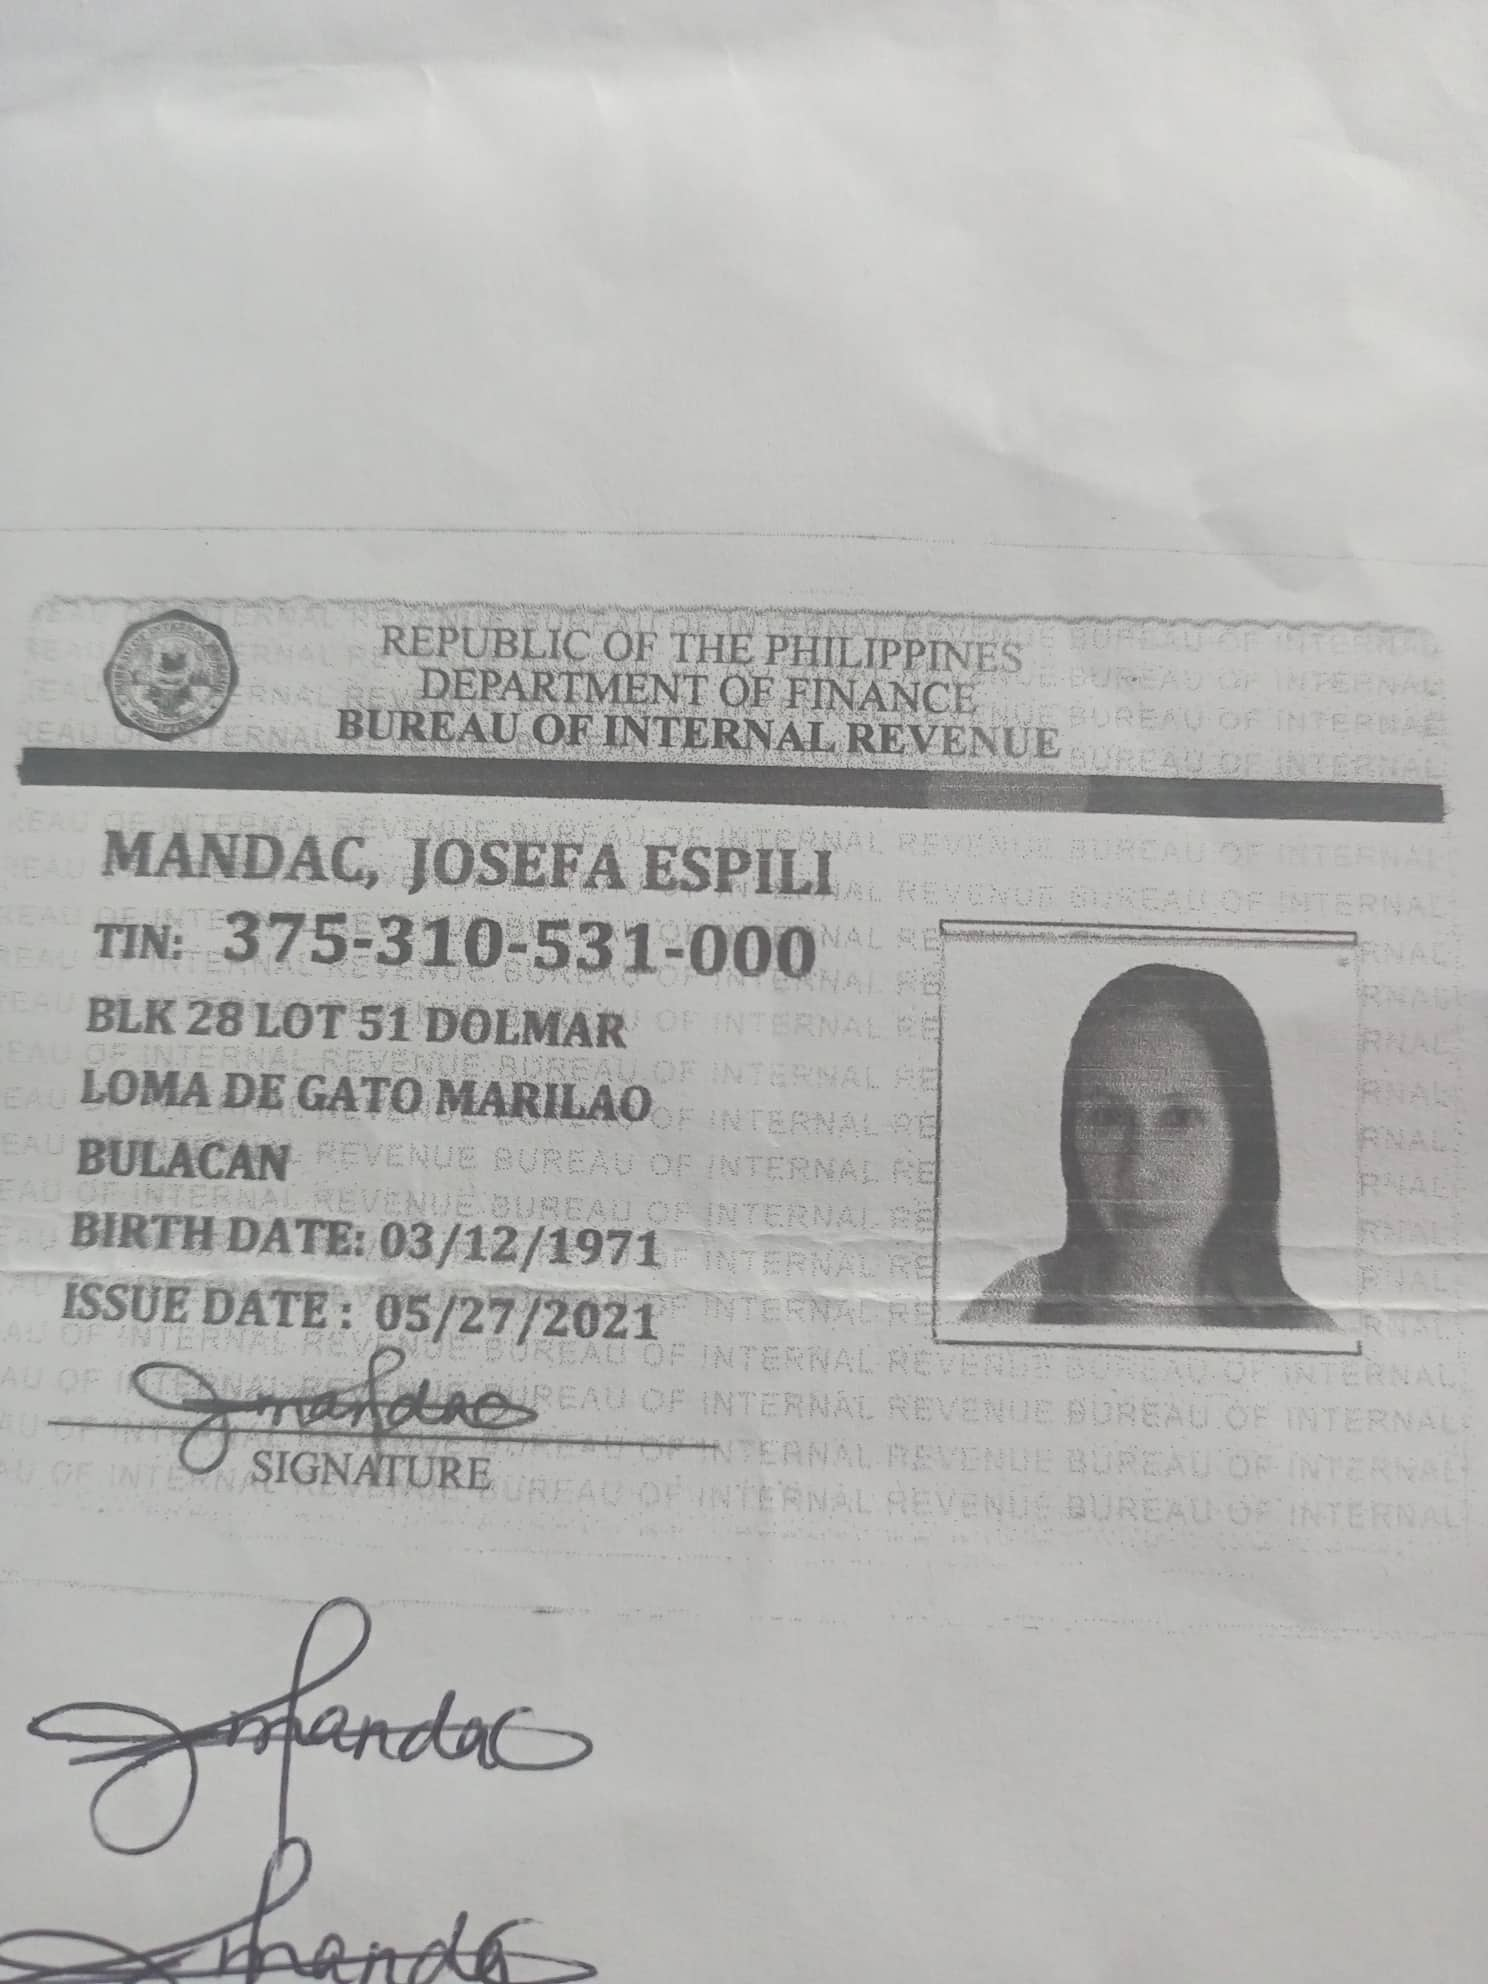 REPUBLIC OF THE PHILIPPINES
DEPARTMENT OF FINANCE
BUREAU OF INTERNAL REVENUE
MANDAC, JOSEFA ESPILI
TIN: 375-310-531-000
BLK 28 LOT 51 DOLMAR
LOMA DE GATO MARILAO
BULACAN
BIRTH DATE: 03/12/1971
ISSUE DATE : 05/27/2021
Jmandac
SIGNATURE
Jmandac
Jmandac